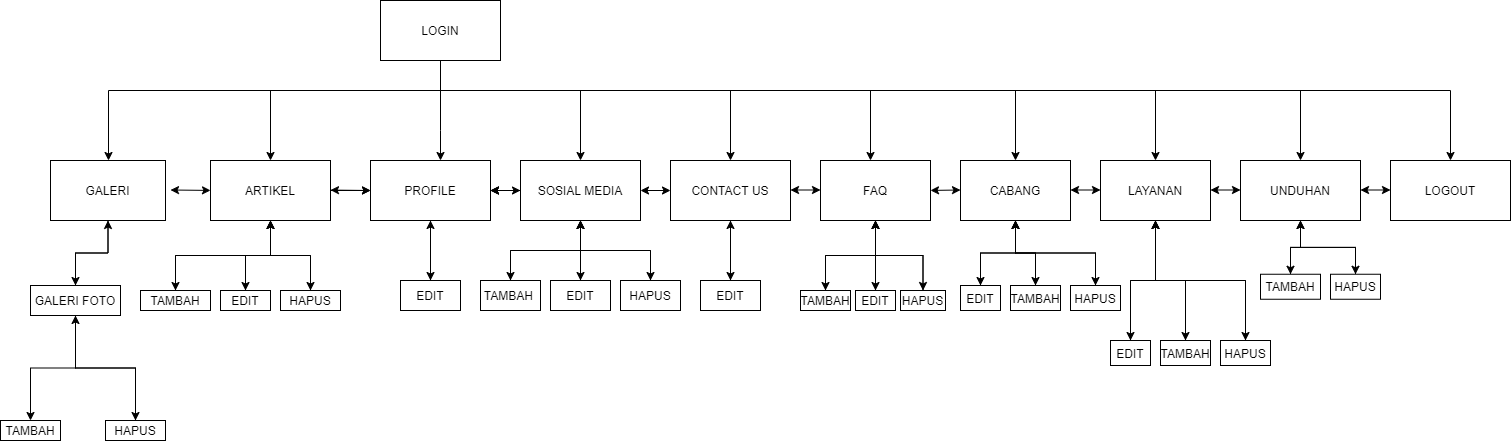 LOGIN
GALERI
ARTIKEL
PROFILE
SOSIAL MEDIA
CONTACT US
FAQ
CABANG
LAYANAN
UNDUHAN
LOGOUT
GALERI FOTO
TAMBAH
EDIT
HAPUS
EDIT
TAMBAH
EDIT
HAPUS
EDIT
TAMBAH
EDIT
HAPUS
EDIT
TAMBAH
HAPUS
TAMBAH
HAPUS
EDIT
TAMBAH
HAPUS
TAMBAH
HAPUS